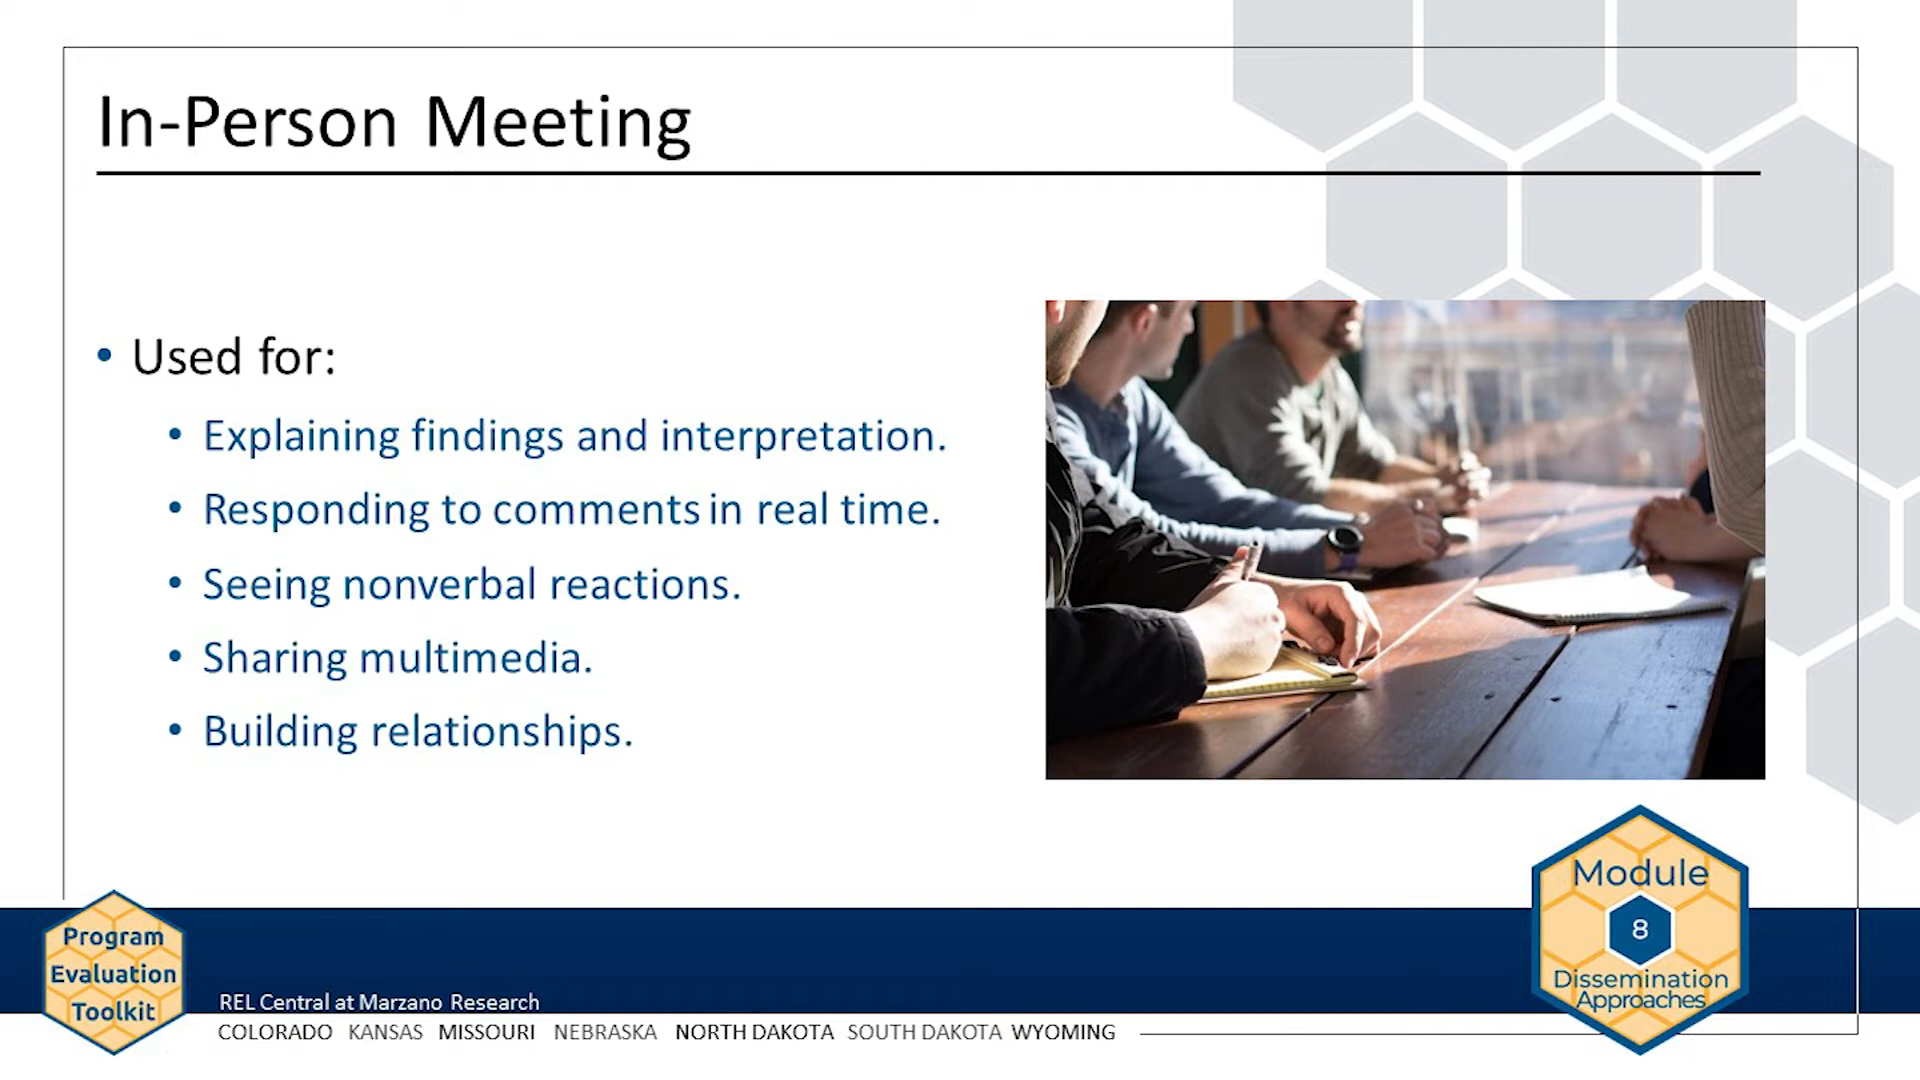 In-Person Meeting
• Used for:
• Explaining findings and interpretation.
• Responding to comments in real time.
• Seeing nonverbal reactions.
• Sharing multimedia.
• Building relationships.
Module
8
Dissemination
Approaches
Program
Evaluation
Toolkit
REL Central at Marzano Research
COLORADO KANSAS MISSOURI NEBRASKA NORTH DAKOTA SOUTH DAKOTA WYOMING